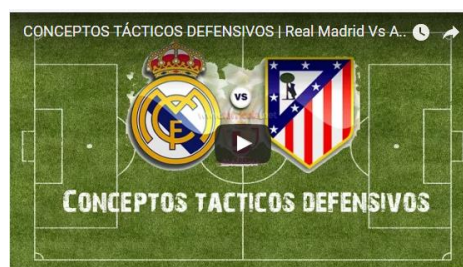 CONCEPTOS TÁCTICOS DEFENSIVOS | Real Madrid Vs A..
VS
CONCEPTOS TACTICOS DEFENSIVOS